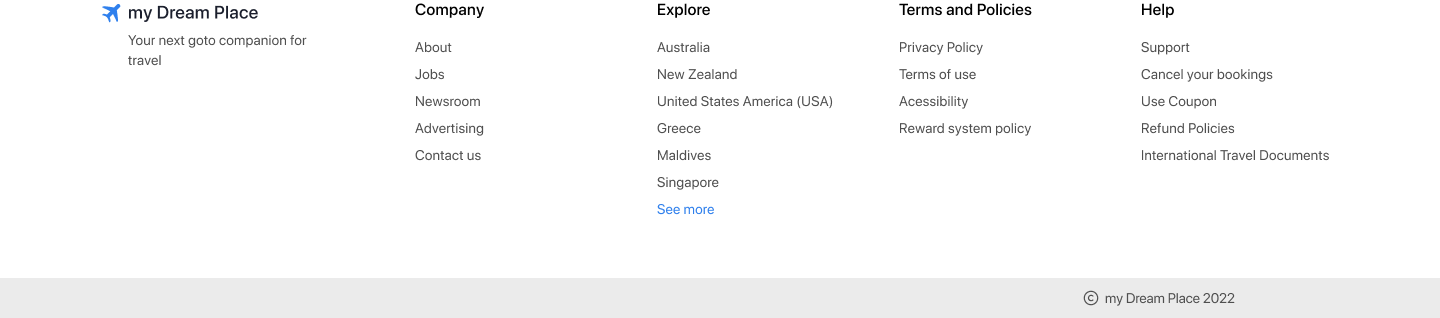 my Dream Place
Your next goto companion for
travel
Company
About
Jobs
Newsroom
Advertising
Contact us
Explore
Australia
New Zealand
United States America (USA)
Greece
Maldives
Singapore
See more
Terms and Policies
Privacy Policy
Terms of use
Acessibility
Reward system policy
Help
Support
Cancel your bookings
Use Coupon
Refund Policies
International Travel Documents
© my Dream Place 2022